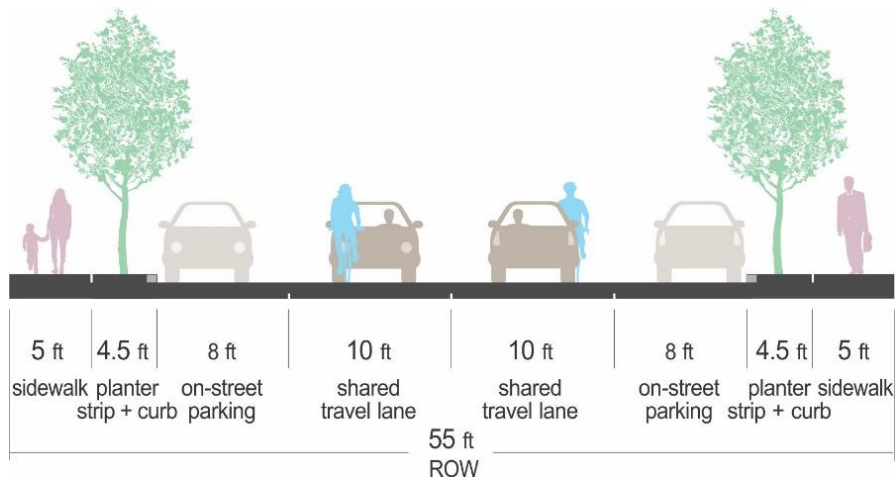 5 ft 4.5 ft 8 ft 10 ft 10 ft 8 ft 4.5 ft 5 ft
sidewalk planter on-street shared shared on-street planter sidewalk
strip + curb parking travel lane travel lane parking strip + curb
55 ft
ROW